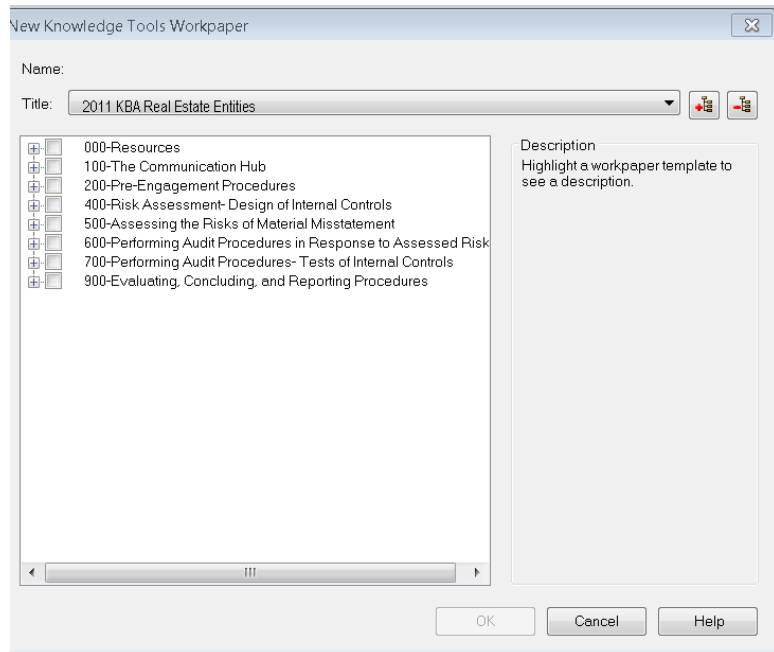 New Knowledge Tools Workpaper
Name:
Title: 2011 KBA Real Estate Entities
000-Resources
100-The Communication Hub
200-Pre-Engagement Procedures
400-Risk Assessment- Design of Internal Controls
500-Assessing the Risks of Material Misstatement
600-Performing Audit Procedures in Response to Assessed Risk
700-Performing Audit Procedures- Tests of Internal Controls
900-Evaluating, Concluding, and Reporting Procedures
Description
Highlight a workpaper template to
see a description.
OK Cancel Help